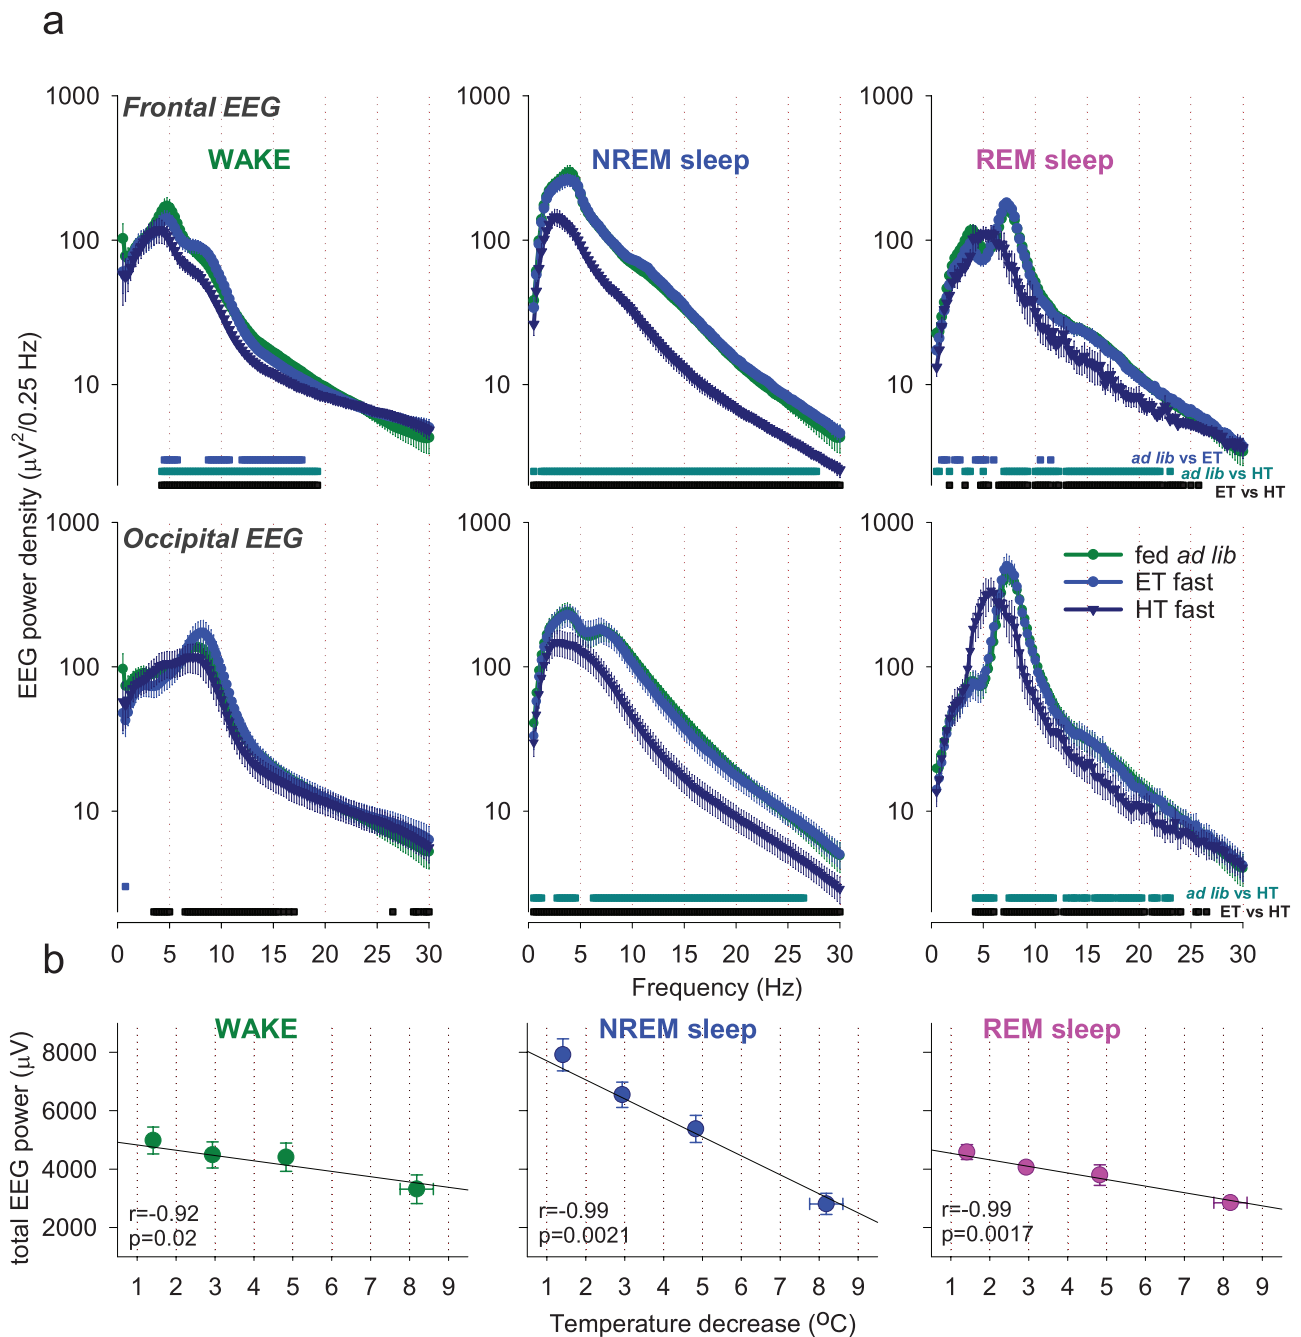 a
Frontal EEG
WAKE
NREM sleep
REM sleep
1000
100
10
1000
100
10
1000
100
10
ad lib vs ET
ad lib vs HT
ET vs HT
EEG power density (µV²/0.25 Hz)
Occipital EEG
1000
100
10
1000
100
10
1000
100
10
fed ad lib
ET fast
HT fast
ad lib vs HT
ET vs HT
0 5 10 15 20 25 30
0 5 10 15 20 25 30
0 5 10 15 20 25 30
Frequency (Hz)
b
WAKE
NREM sleep
REM sleep
total EEG power (µV)
8000
6000
4000
2000
r=-0.92
p=0.02
r=-0.99
p=0.0021
r=-0.99
p=0.0017
1 2 3 4 5 6 7 8 9
1 2 3 4 5 6 7 8 9
1 2 3 4 5 6 7 8 9
Temperature decrease (ºC)